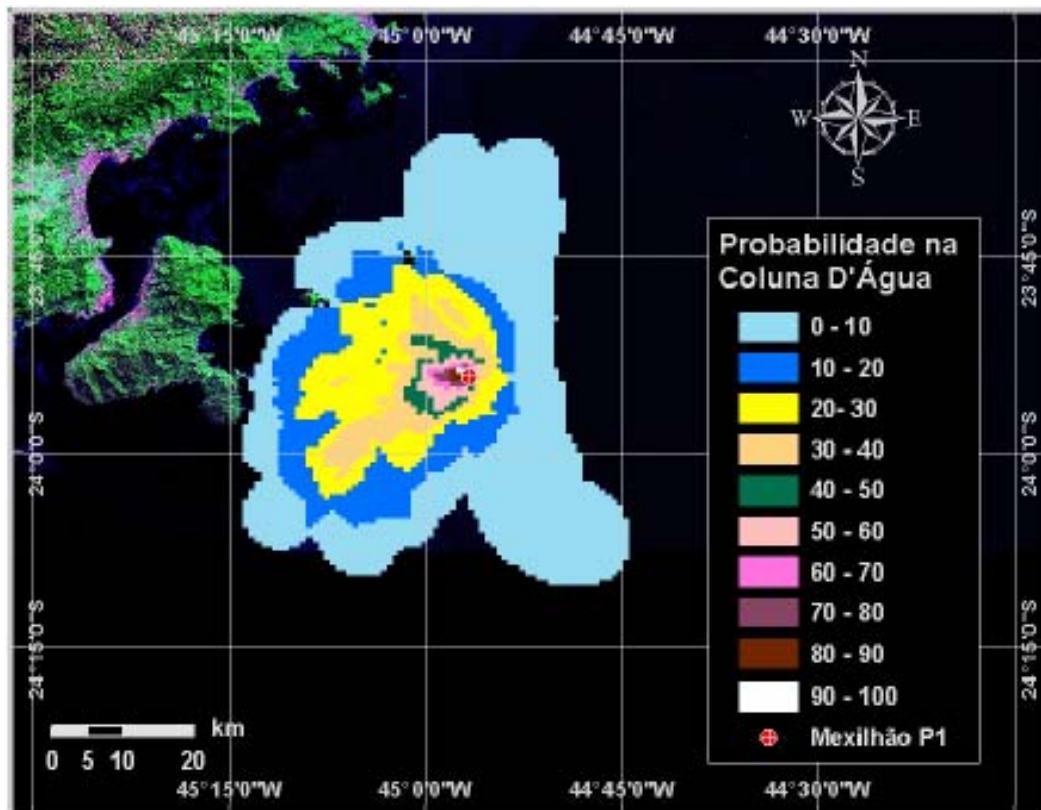 45°15'0"W 45°0'0"W 44°45'0"W 44°30'0"W
N
W E
S
23°45'0"S 23°45'0"S
Probabilidade na
Coluna D'Água
0 - 10
10 - 20
20- 30
30 - 40
40 - 50
50 - 60
60 - 70
70 - 80
80 - 90
90 - 100
Mexilhão P1
24°0'0"S 24°0'0"S
24°15'0"S 24°15'0"S
km
0 5 10 20
45°15'0"W 45°0'0"W 44°45'0"W 44°30'0"W